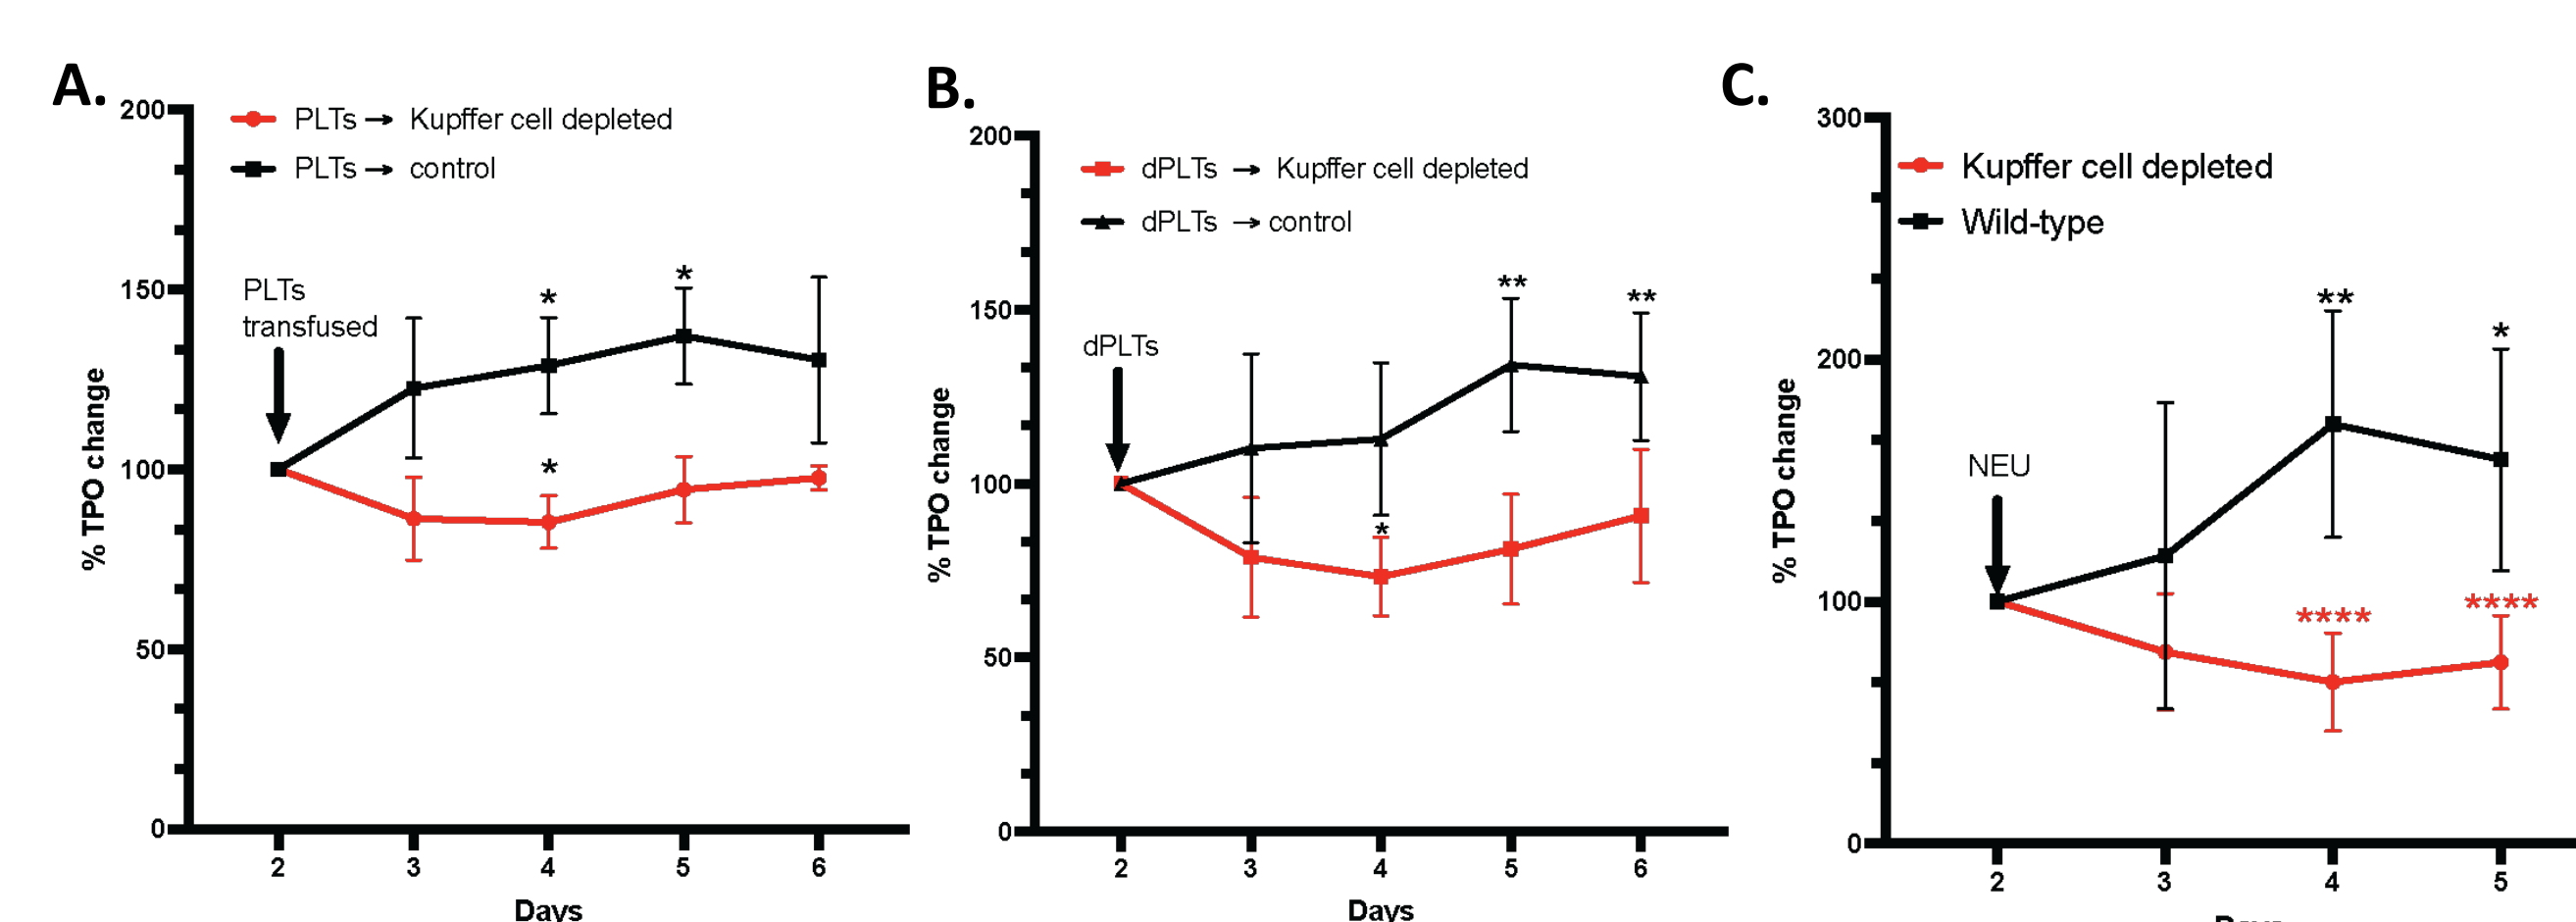 A.
200
PLTs → Kupffer cell depleted
PLTs → control
150
PLTs
transfused
*
*
*
100
50
0
% TPO change
2 3 4 5 6
Days
B.
200
dPLTs → Kupffer cell depleted
dPLTs → control
150
dPLTs
**
**
*
100
50
0
% TPO change
2 3 4 5 6
Days
C.
300
Kupffer cell depleted
Wild-type
200
NEU
**
*
****
****
100
0
% TPO change
2 3 4 5